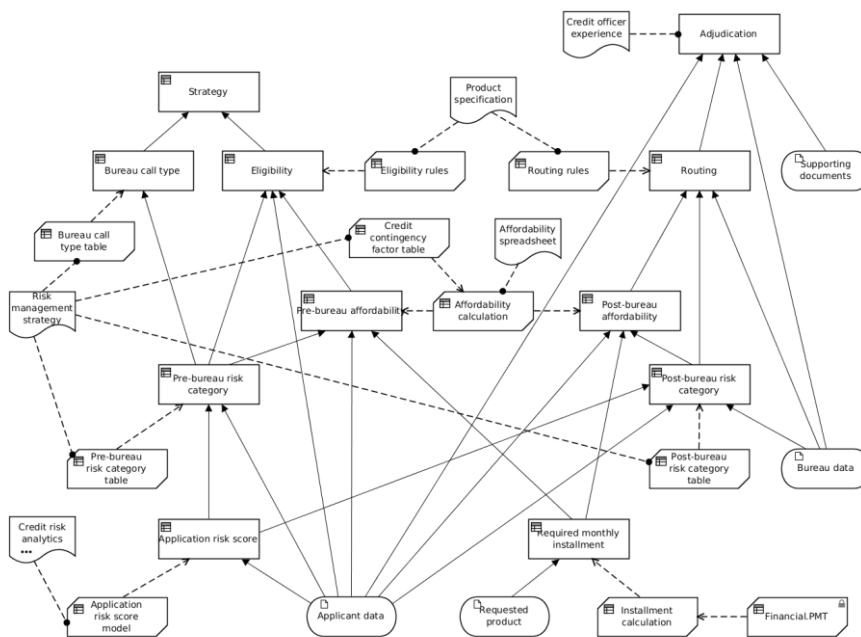 Credit officer
experience
Adjudication
Strategy
Product
specification
Bureau call type
Eligibility
Eligibility rules
Routing rules
Routing
Supporting
documents
Bureau call
type table
Credit
contingency
factor table
Affordability
spreadsheet
Risk
management
strategy
Pre-bureau affordability
Affordability
calculation
Post-bureau
affordability
Pre-bureau risk
category
Post-bureau risk
category
Pre-bureau
risk category
table
Post-bureau
risk category
table
Bureau data
Credit risk
analytics
Application risk score
Required monthly
installment
Application
risk score
model
Applicant data
Requested
product
Installment
calculation
Financial.PMT